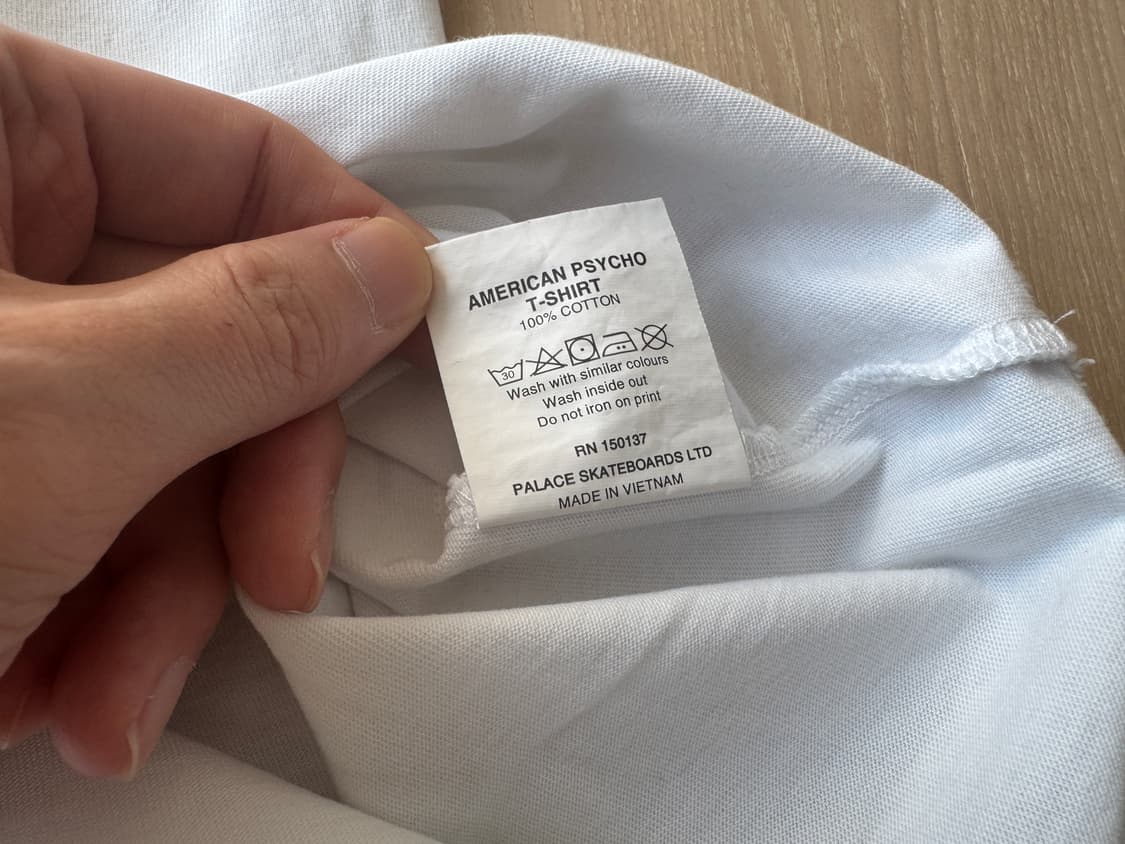 AMERICAN PSYCHO
T-SHIRT
100% COTTON
30
Wash with similar colours
Wash inside out
Do not iron on print
RN 150137
PALACE SKATEBOARDS LTD
MADE IN VIETNAM